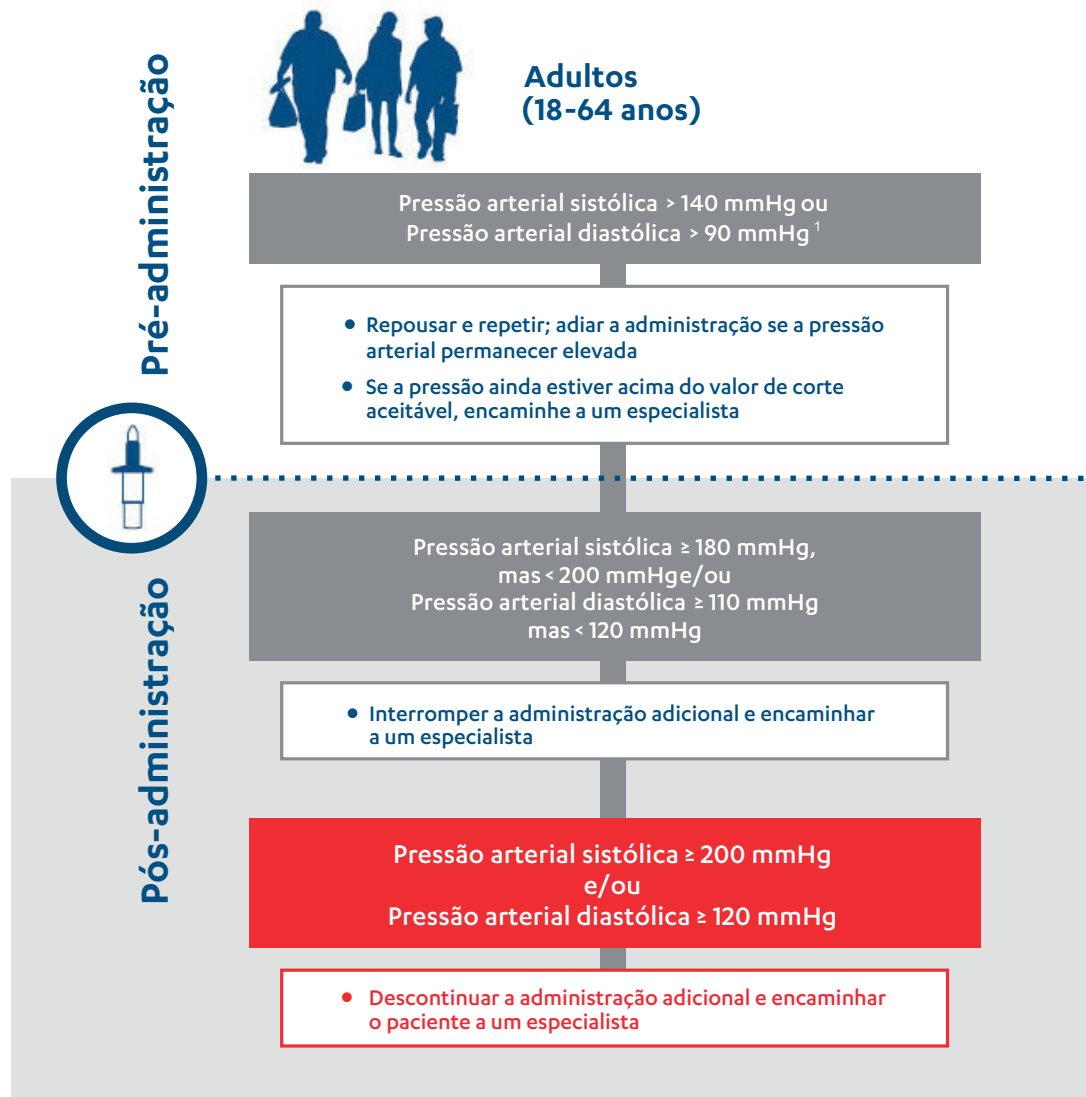 Pré-administração
Adultos
(18-64 anos)
Pressão arterial sistólica > 140 mmHg ou
Pressão arterial diastólica > 90 mmHg ¹
• Repousar e repetir; adiar a administração se a pressão
arterial permanecer elevada
• Se a pressão ainda estiver acima do valor de corte
aceitável, encaminhe a um especialista
Pós-administração
Pressão arterial sistólica ≥ 180 mmHg,
mas < 200 mmHge/ou
Pressão arterial diastólica ≥ 110 mmHg
mas < 120 mmHg
• Interromper a administração adicional e encaminhar
a um especialista
Pressão arterial sistólica ≥ 200 mmHg
e/ou
Pressão arterial diastólica ≥ 120 mmHg
• Descontinuar a administração adicional e encaminhar
o paciente a um especialista